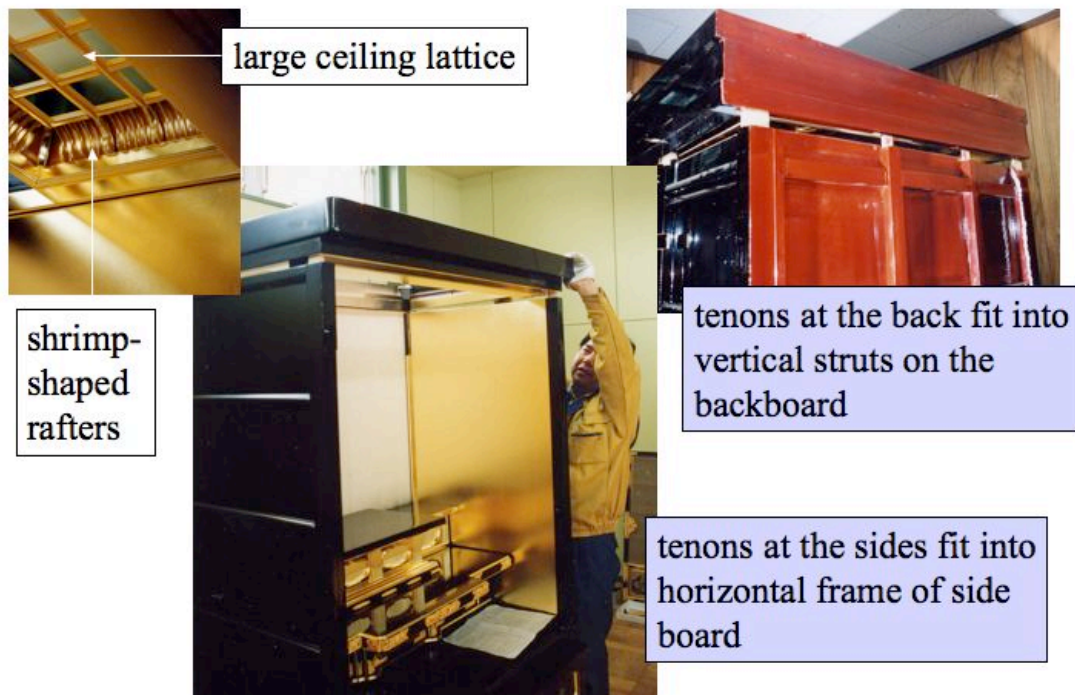 large ceiling lattice
shrimp-
shaped
rafters
tenons at the back fit into
vertical struts on the
backboard
tenons at the sides fit into
horizontal frame of side
board